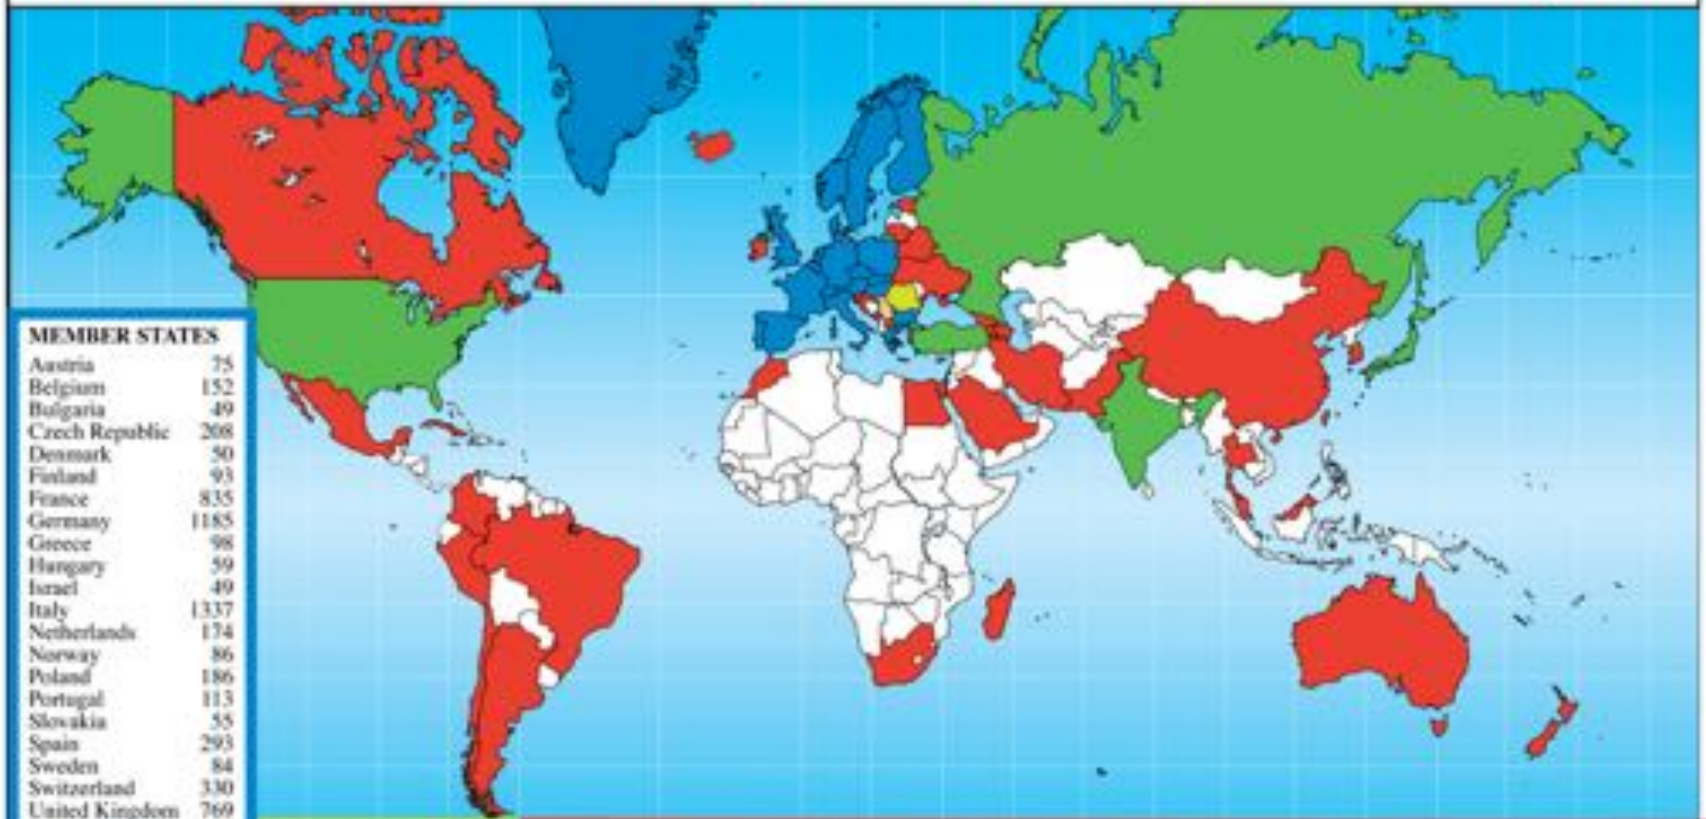 MEMBER STATES
Austria 75
Belgium 152
Bulgaria 49
Czech Republic 208
Denmark 50
Finland 93
France 835
Germany 1185
Greece 98
Hungary 59
Israel 49
Italy 1337
Netherlands 174
Norway 86
Poland 186
Portugal 113
Slovakia 55
Spain 293
Sweden 84
Switzerland 330
United Kingdom 769